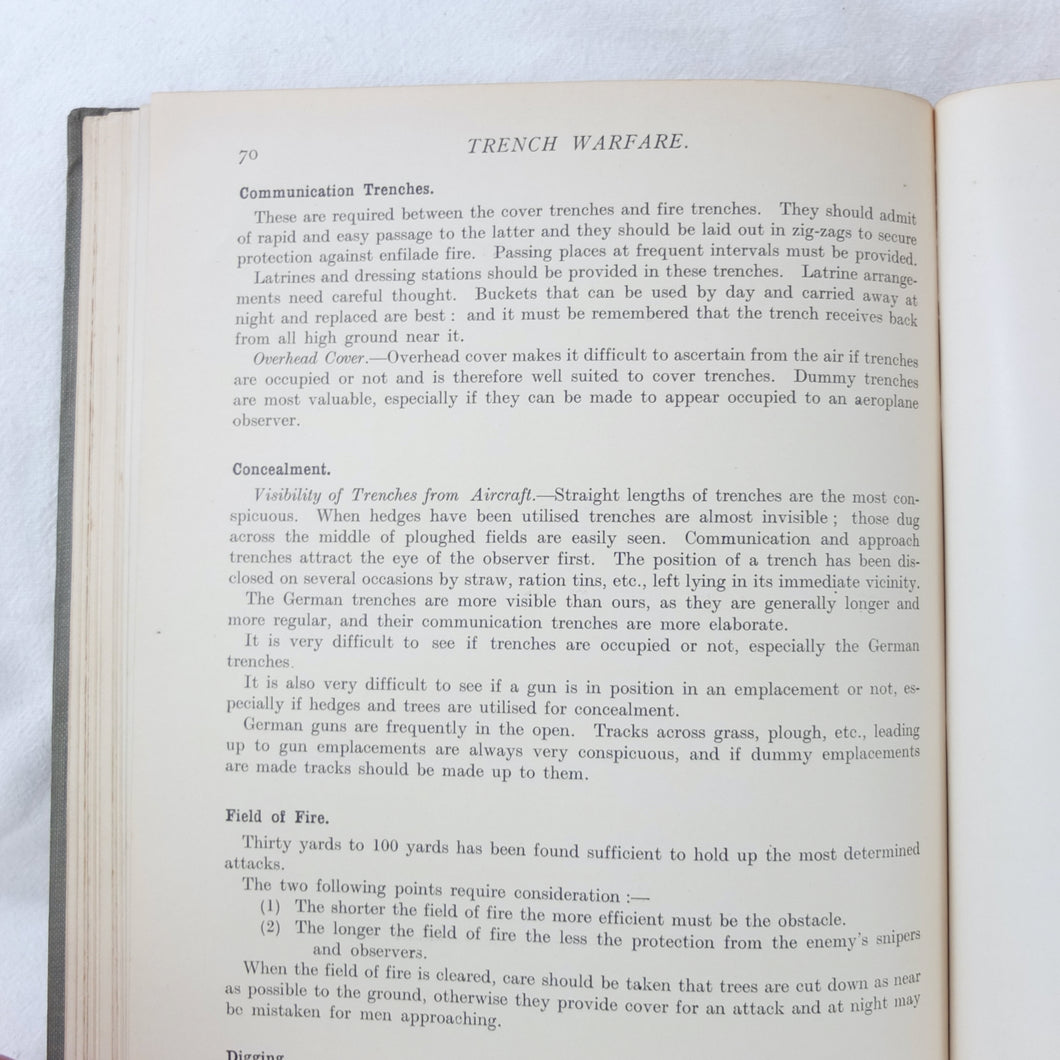 70
TRENCH WARFARE.
Communication Trenches.
These are required between the cover trenches and fire trenches. They should admit
of rapid and easy passage to the latter and they should be laid out in zig-zags to secure
protection against enfilade fire. Passing places at frequent intervals must be provided.
Latrines and dressing stations should be provided in these trenches. Latrine arrange-
ments need careful thought. Buckets that can be used by day and carried away at
night and replaced are best : and it must be remembered that the trench receives back
from all high ground near it.
Overhead Cover.—Overhead cover makes it difficult to ascertain from the air if trenches
are occupied or not and is therefore well suited to cover trenches. Dummy trenches
are most valuable, especially if they can be made to appear occupied to an aeroplane
observer.
Concealment.
Visibility of Trenches from Aircraft.—Straight lengths of trenches are the most con-
spicuous. When hedges have been utilised trenches are almost invisible ; those dug
across the middle of ploughed fields are easily seen. Communication and approach
trenches attract the eye of the observer first. The position of a trench has been dis-
closed on several occasions by straw, ration tins, etc., left lying in its immediate vicinity.
The German trenches are more visible than ours, as they are generally longer and
more regular, and their communication trenches are more elaborate.
It is very difficult to see if trenches are occupied or not, especially the German
trenches.
It is also very difficult to see if a gun is in position in an emplacement or not, es-
pecially if hedges and trees are utilised for concealment.
German guns are frequently in the open. Tracks across grass, plough, etc., leading
up to gun emplacements are always very conspicuous, and if dummy emplacements
are made tracks should be made up to them.
Field of Fire.
Thirty yards to 100 yards has been found sufficient to hold up the most determined
attacks.
The two following points require consideration :—
(1) The shorter the field of fire the more efficient must be the obstacle.
(2) The longer the field of fire the less the protection from the enemy's snipers
and observers.
When the field of fire is cleared, care should be taken that trees are cut down as near
as possible to the ground, otherwise they provide cover for an attack and at night may
be mistaken for men approaching.
Digging.